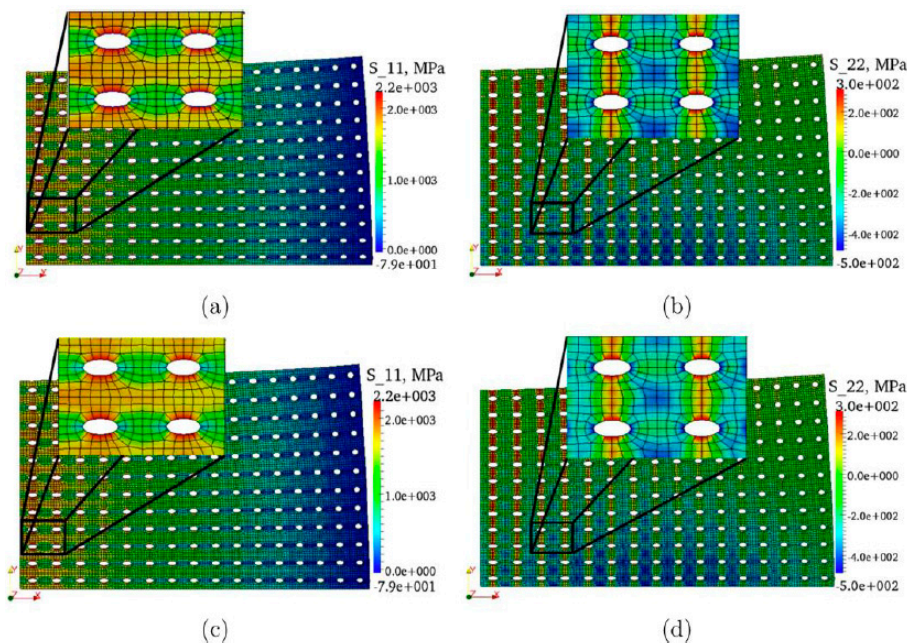 S_11, MPa
2.2e+003
1.0e+003
0.0e+000
-7.9e+001
Y
Z X
(a)
S_22, MPa
3.0e+002
2.0e+002
0.0e+000
-2.0e+002
-4.0e+002
-5.0e+002
Y
Z X
(b)
S_11, MPa
2.2e+003
2.0e+003
1.0e+003
0.0e+000
-7.9e+001
Y
Z X
(c)
S_22, MPa
3.0e+002
2.0e+002
0.0e+000
-2.0e+002
-4.0e+002
-5.0e+002
Y
Z X
(d)